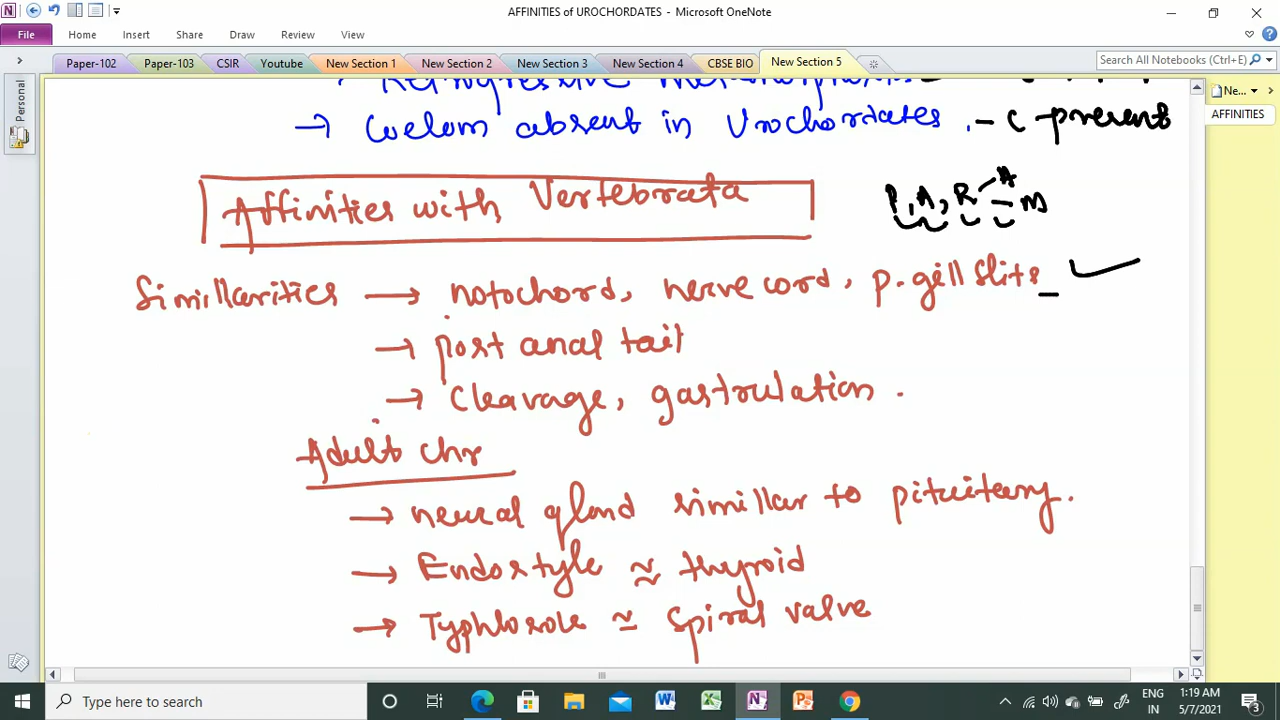 AFFINITIES of UROCHORDATES - Microsoft OneNote
File Home Insert Share Draw Review View
Paper-102 Paper-103 CSIR Youtube New Section 1 New Section 2 New Section 3 New Section 4 CBSE BIO New Section 5
Search All Notebooks (Ctrl+E)
Personal
Ne...
AFFINITIES
→ Coelom absent in Urochordates. - C present
Affinities with Vertebrata
P, A, R A m
Simillarities → notochord, nerve cord, p. gill slits
→ post anal tail
→ Cleavage, gastrulation.
Adult Chr
→ neural gland simillar to pituitary.
→ Endostyle ≈ thyroid
→ Typhlosole ≅ Spiral valve
Type here to search
ENG
IN
1:19 AM
5/7/2021
3